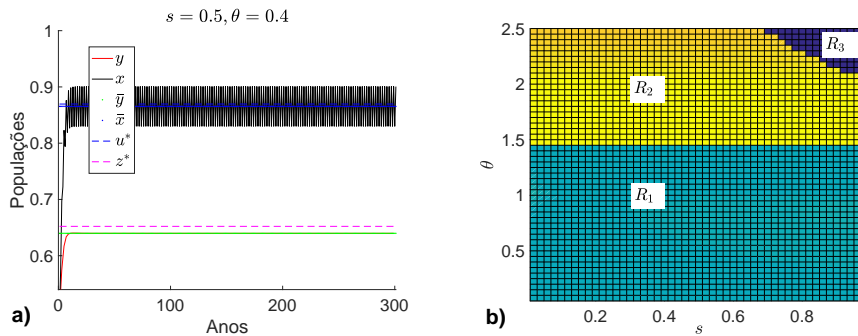 s = 0.5, θ = 0.4
Populações
1
0.9
0.8
0.7
0.6
y
x
ȳ
x̄
u*
z*
0
100
200
300
Anos
a)
θ
2.5
2
1.5
1
0.5
R₃
R₂
R₁
0.2
0.4
0.6
0.8
s
b)